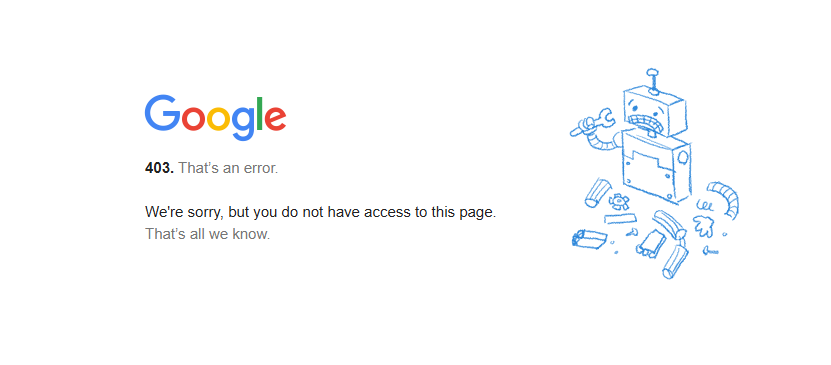 Google
403. That's an error.
We're sorry, but you do not have access to this page.
That's all we know.